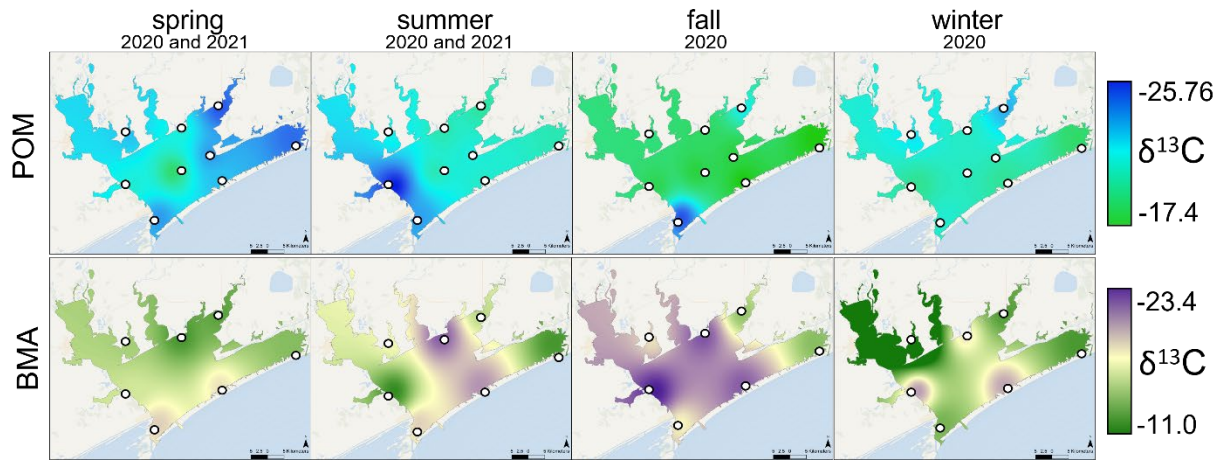 spring
2020 and 2021
summer
2020 and 2021
fall
2020
winter
2020
POM
-25.76
δ¹³C
-17.4
BMA
-23.4
δ¹³C
-11.0